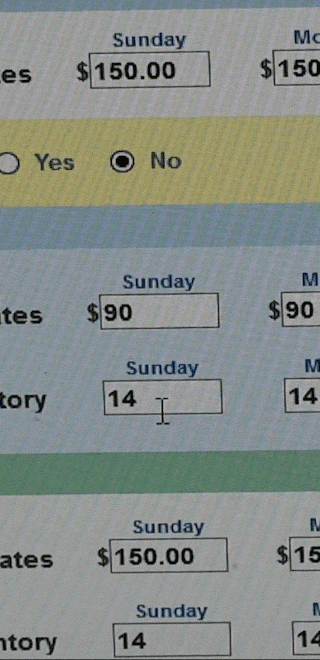 Sunday Mo
es $ 150.00 $ 150
Yes No
Sunday M
tes $ 90 $ 90
Sunday M
tory 14 14
Sunday M
ates $ 150.00 $ 15
Sunday M
ntory 14 14